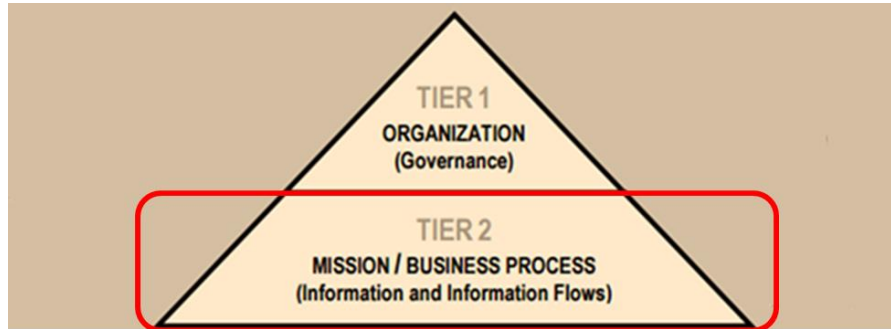 TIER 1
ORGANIZATION
(Governance)
TIER 2
MISSION / BUSINESS PROCESS
(Information and Information Flows)